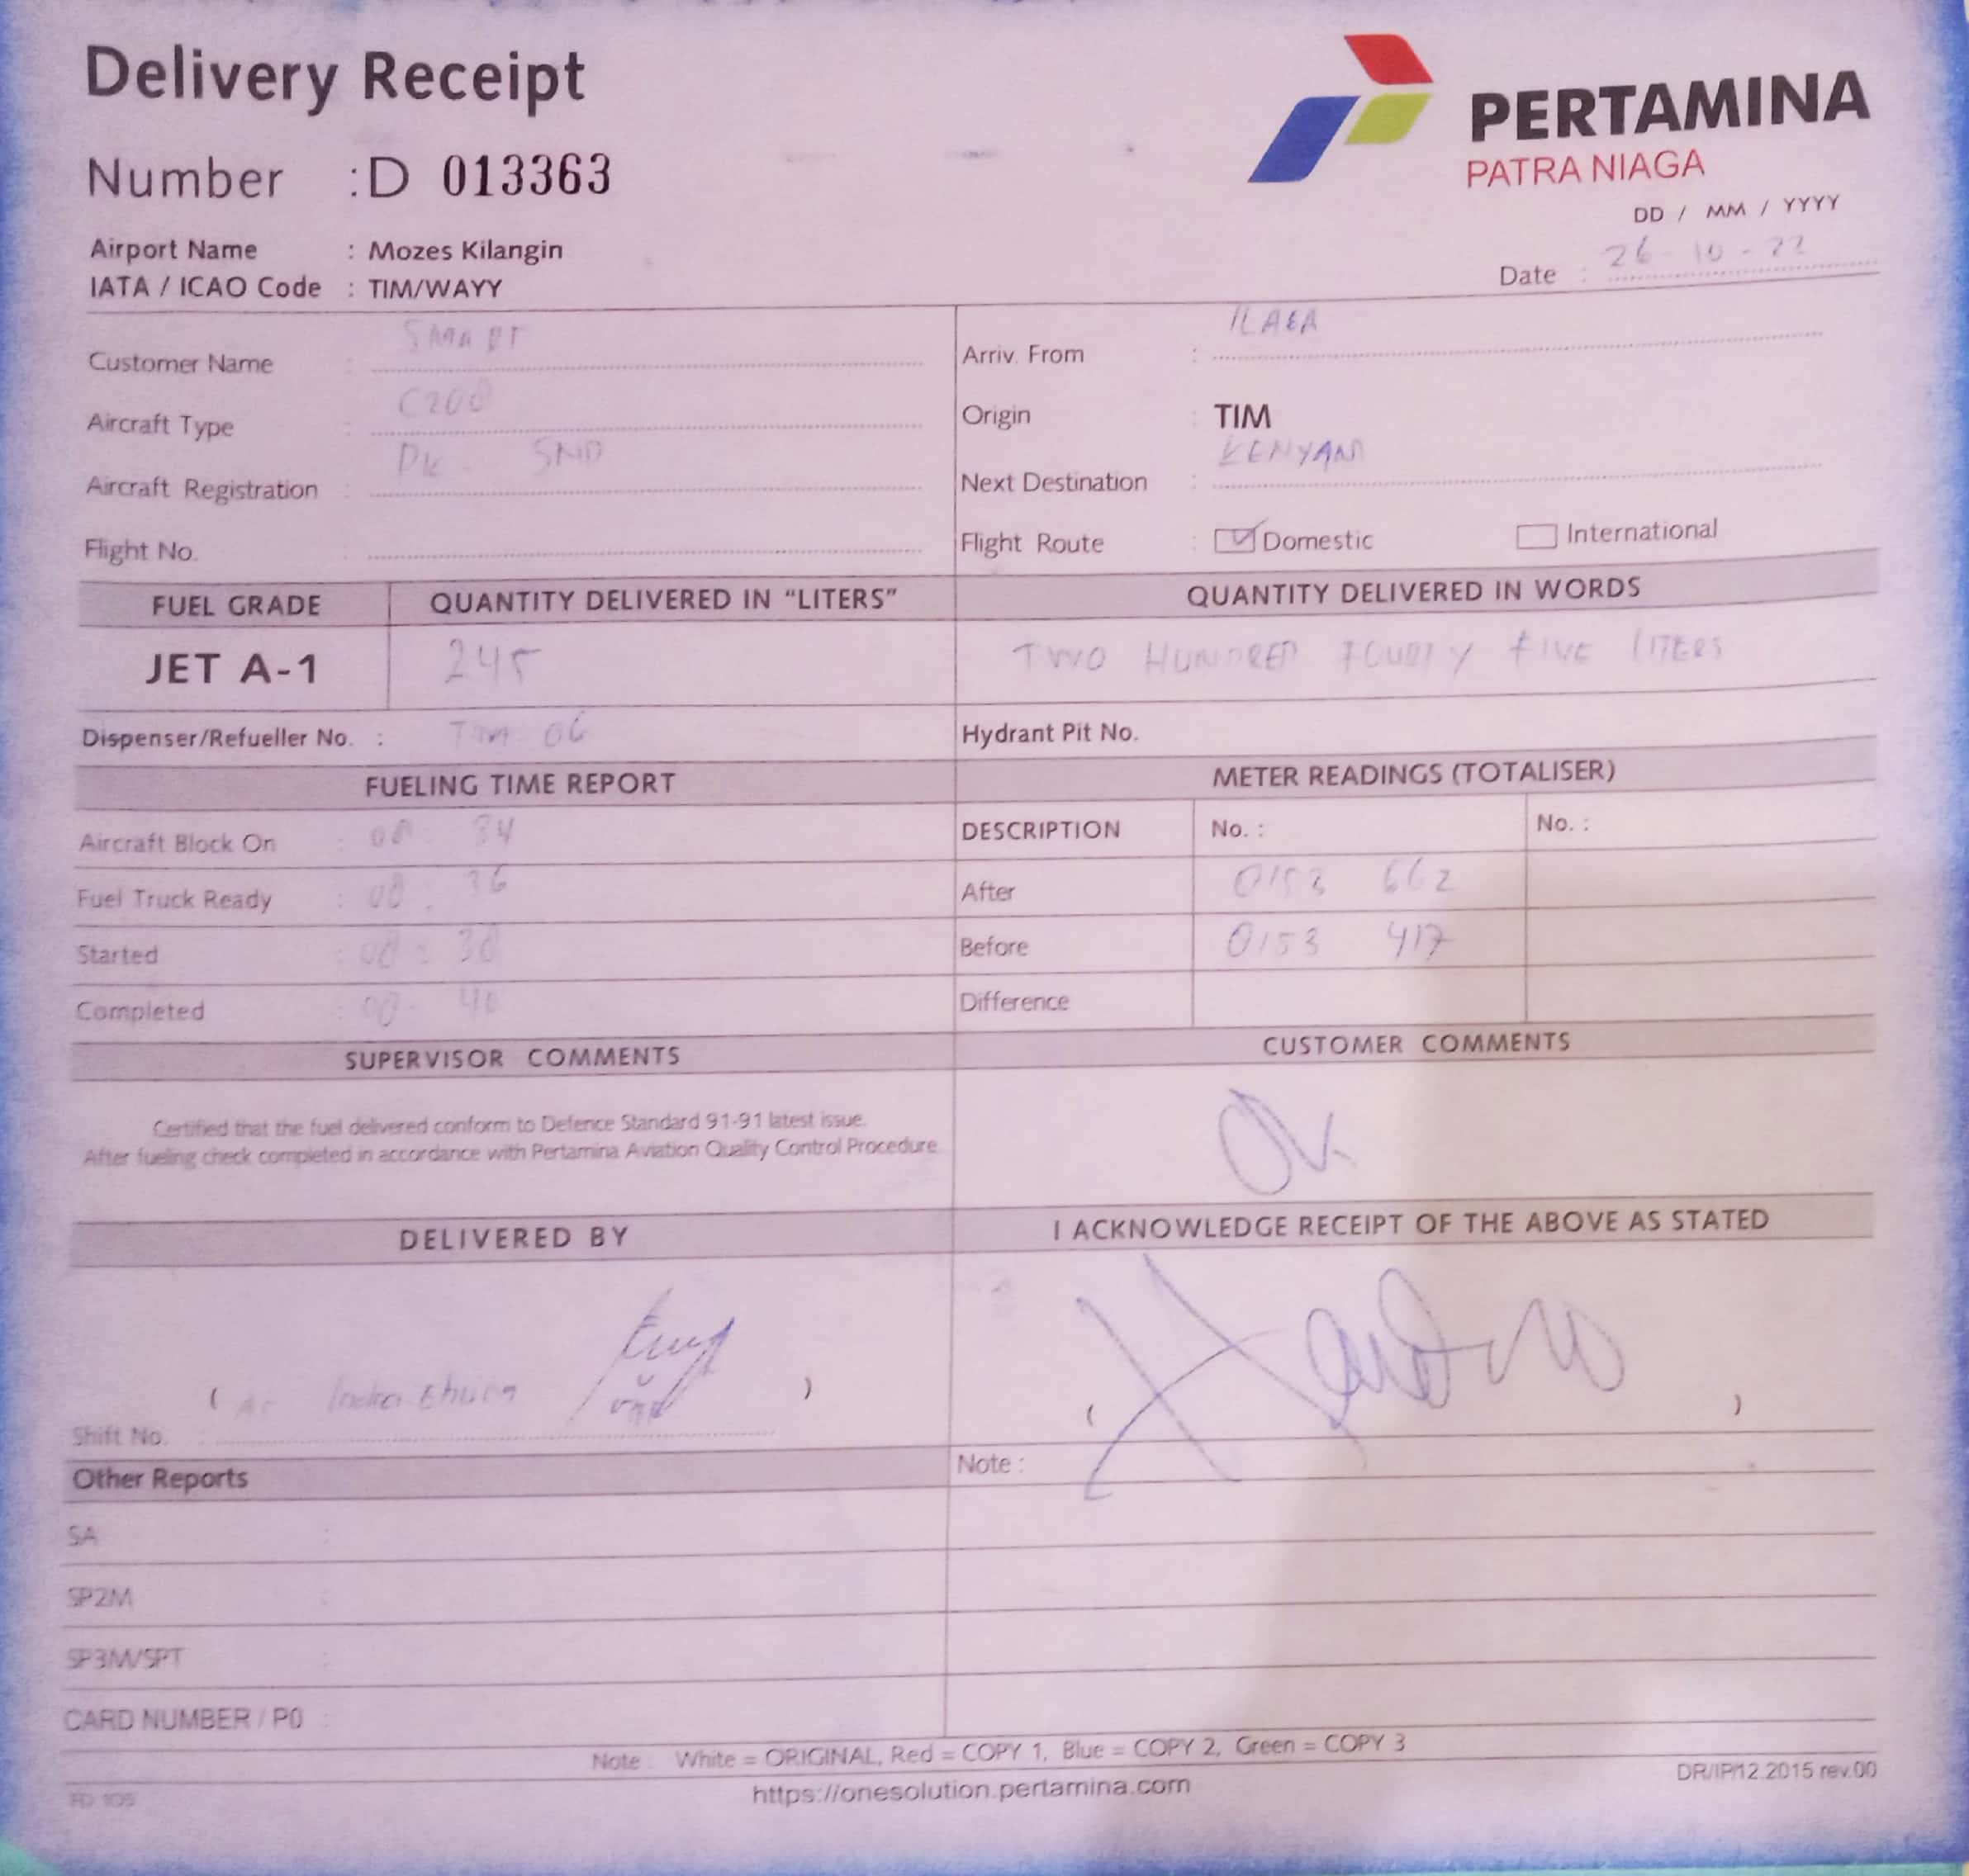 Delivery Receipt
PERTAMINA
PATRA NIAGA
Number : D 013363
DD / MM / YYYY
Airport Name : Mozes Kilangin
Date : 26-10-22
IATA / ICAO Code : TIM/WAYY
Customer Name : SMART
Arriv. From : ILAGA
Aircraft Type : C208
Origin : TIM
Aircraft Registration : PK - SND
Next Destination : KENYAM
Flight No. :
Flight Route : Domestic International
FUEL GRADE QUANTITY DELIVERED IN "LITERS" QUANTITY DELIVERED IN WORDS
JET A-1 245 TWO HUNDRED FOURTY FIVE LITERS
Dispenser/Refueller No. : TIM-06 Hydrant Pit No.
FUELING TIME REPORT METER READINGS (TOTALISER)
Aircraft Block On : 08:34 DESCRIPTION No. : No. :
Fuel Truck Ready : 08:36 After 0153 662
Started : 08:38 Before 0153 417
Completed : 08:40 Difference
SUPERVISOR COMMENTS CUSTOMER COMMENTS
Certified that the fuel delivered conform to Defence Standard 91-91 latest issue.
After fueling check completed in accordance with Pertamina Aviation Quality Control Procedure.
OK
DELIVERED BY I ACKNOWLEDGE RECEIPT OF THE ABOVE AS STATED
( )
( )
Shift No. :
Other Reports Note :
SA :
SP2M :
SP3M/SPT :
CARD NUMBER / PO :
Note : White = ORIGINAL, Red = COPY 1, Blue = COPY 2, Green = COPY 3
https://onesolution.pertamina.com
DR/IP/12.2015 rev.00
FD 105